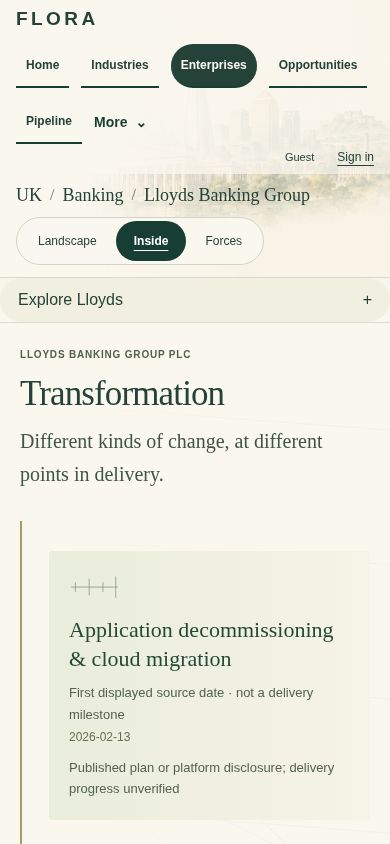 FLORA
Home Industries Enterprises Opportunities
Pipeline More
Guest Sign in
UK / Banking / Lloyds Banking Group
Landscape Inside Forces
Explore Lloyds +
LLOYDS BANKING GROUP PLC
Transformation
Different kinds of change, at different
points in delivery.
Application decommissioning
& cloud migration
First displayed source date · not a delivery
milestone
2026-02-13
Published plan or platform disclosure; delivery
progress unverified